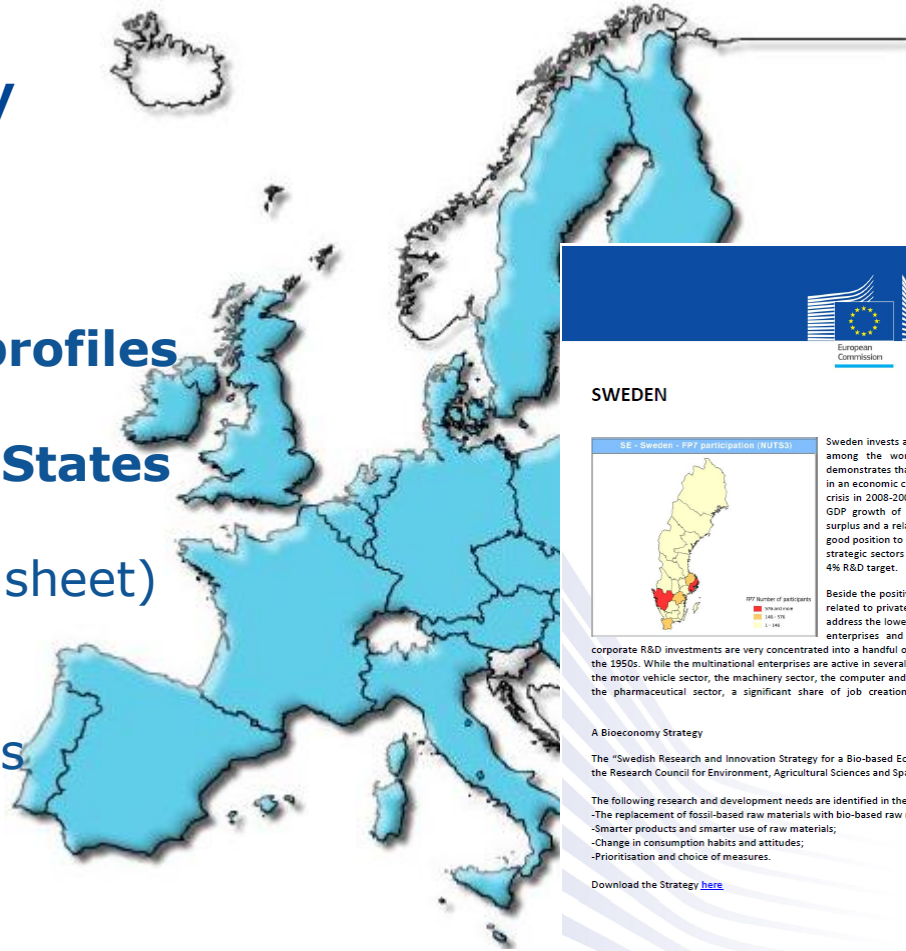 y
profiles
States
sheet)
s
European
Commission
SWEDEN
SE - Sweden - FP7 participation (NUTS3)
FP7 Number of participants
576 and more
146 - 576
1 - 146
Sweden invests a
among the wor
demonstrates tha
in an economic c
crisis in 2008-200
GDP growth of
surplus and a rela
good position to
strategic sectors
4% R&D target.
Beside the positiv
related to private
address the lowe
enterprises and
corporate R&D investments are very concentrated into a handful o
the 1950s. While the multinational enterprises are active in several
the motor vehicle sector, the machinery sector, the computer and
the pharmaceutical sector, a significant share of job creation
A Bioeconomy Strategy
The "Swedish Research and Innovation Strategy for a Bio-based Ec
the Research Council for Environment, Agricultural Sciences and Spa
The following research and development needs are identified in the
-The replacement of fossil-based raw materials with bio-based raw
-Smarter products and smarter use of raw materials;
-Change in consumption habits and attitudes;
-Prioritisation and choice of measures.
Download the Strategy here